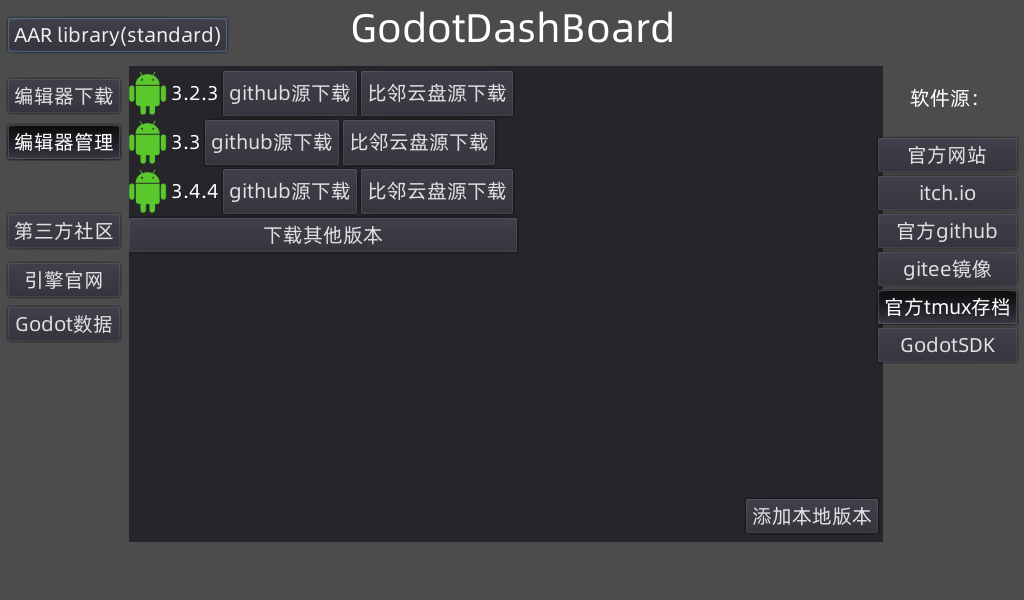 GodotDashBoard
AAR library(standard)
编辑器下载
编辑器管理
第三方社区
引擎官网
Godot数据
3.2.3 github源下载 比邻云盘源下载
3.3 github源下载 比邻云盘源下载
3.4.4 github源下载 比邻云盘源下载
下载其他版本
添加本地版本
软件源：
官方网站
itch.io
官方github
gitee镜像
官方tmux存档
GodotSDK